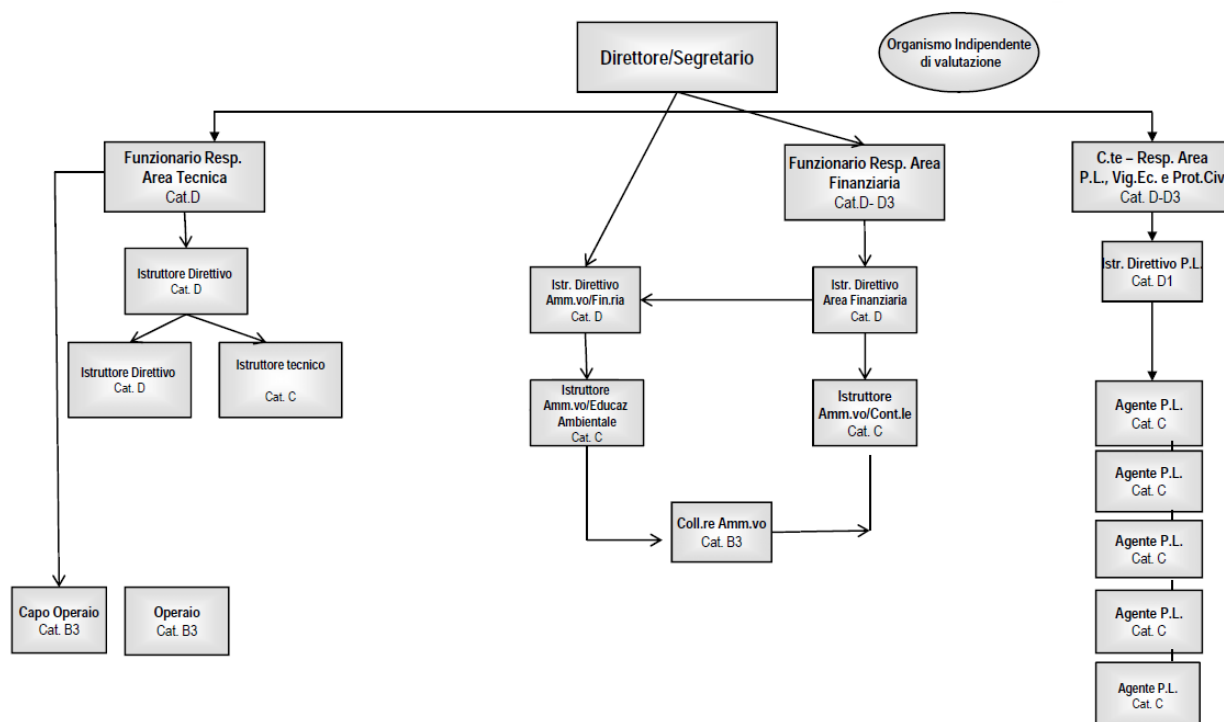 Direttore/Segretario
Organismo Indipendente
di valutazione
Funzionario Resp.
Area Tecnica
Cat.D
Funzionario Resp. Area
Finanziaria
Cat.D- D3
C.te – Resp. Area
P.L., Vig.Ec. e Prot.Civ
Cat. D-D3
Istruttore Direttivo
Cat. D
Istr. Direttivo
Amm.vo/Fin.ria
Cat. D
Istr. Direttivo
Area Finanziaria
Cat. D
Istr. Direttivo P.L.
Cat. D1
Istruttore Direttivo
Cat. D
Istruttore tecnico
Cat. C
Istruttore
Amm.vo/Educaz
Ambientale
Cat. C
Istruttore
Amm.vo/Cont.le
Cat. C
Agente P.L.
Cat. C
Agente P.L.
Cat. C
Coll.re Amm.vo
Cat. B3
Agente P.L.
Cat. C
Capo Operaio
Cat. B3
Operaio
Cat. B3
Agente P.L.
Cat. C
Agente P.L.
Cat. C